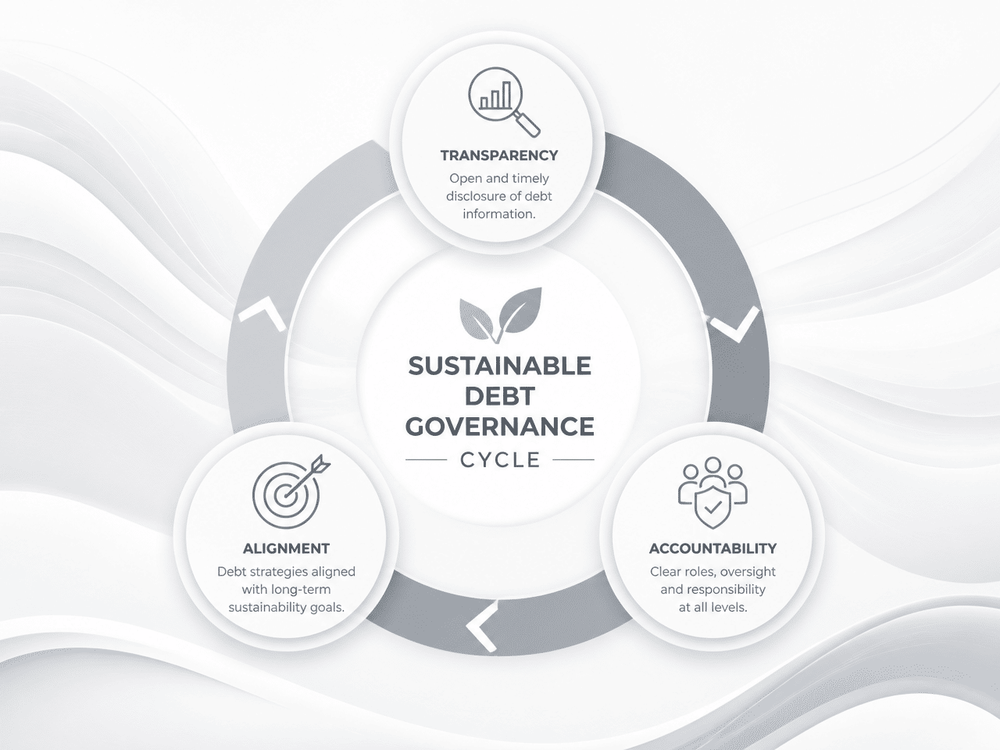 TRANSPARENCY
Open and timely
disclosure of debt
information.
SUSTAINABLE
DEBT
GOVERNANCE
CYCLE
ALIGNMENT
Debt strategies aligned
with long-term
sustainability goals.
ACCOUNTABILITY
Clear roles, oversight
and responsibility
at all levels.